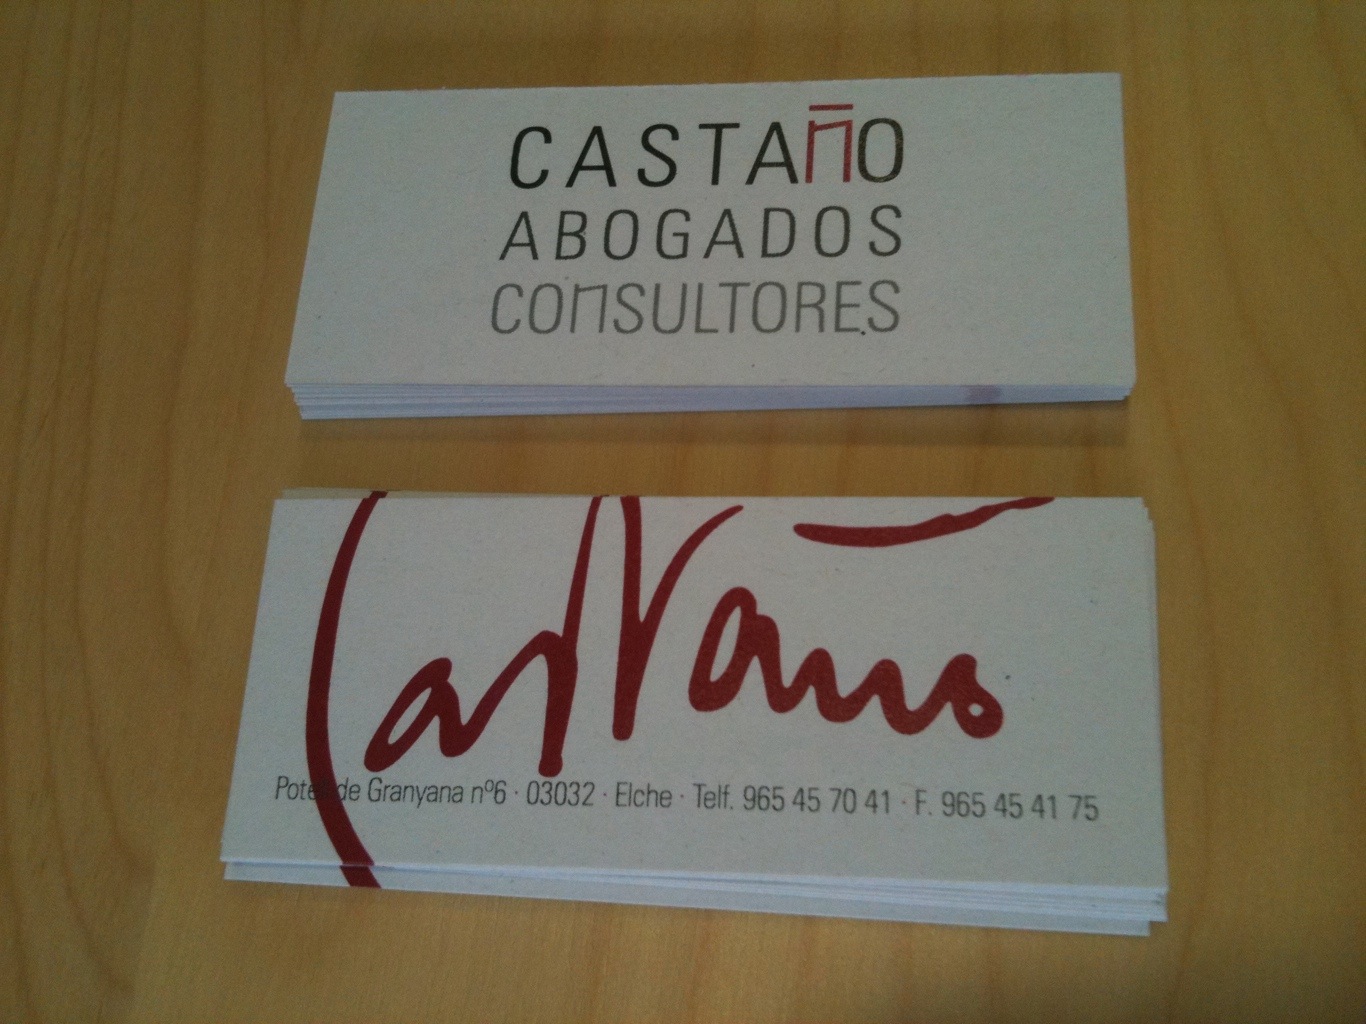 CASTAÑO
ABOGADOS
CONSULTORES
Castaño
de Granyana nº6 · 03032 · Elche · Telf. 965 45 70 41 · F. 965 45 41 75